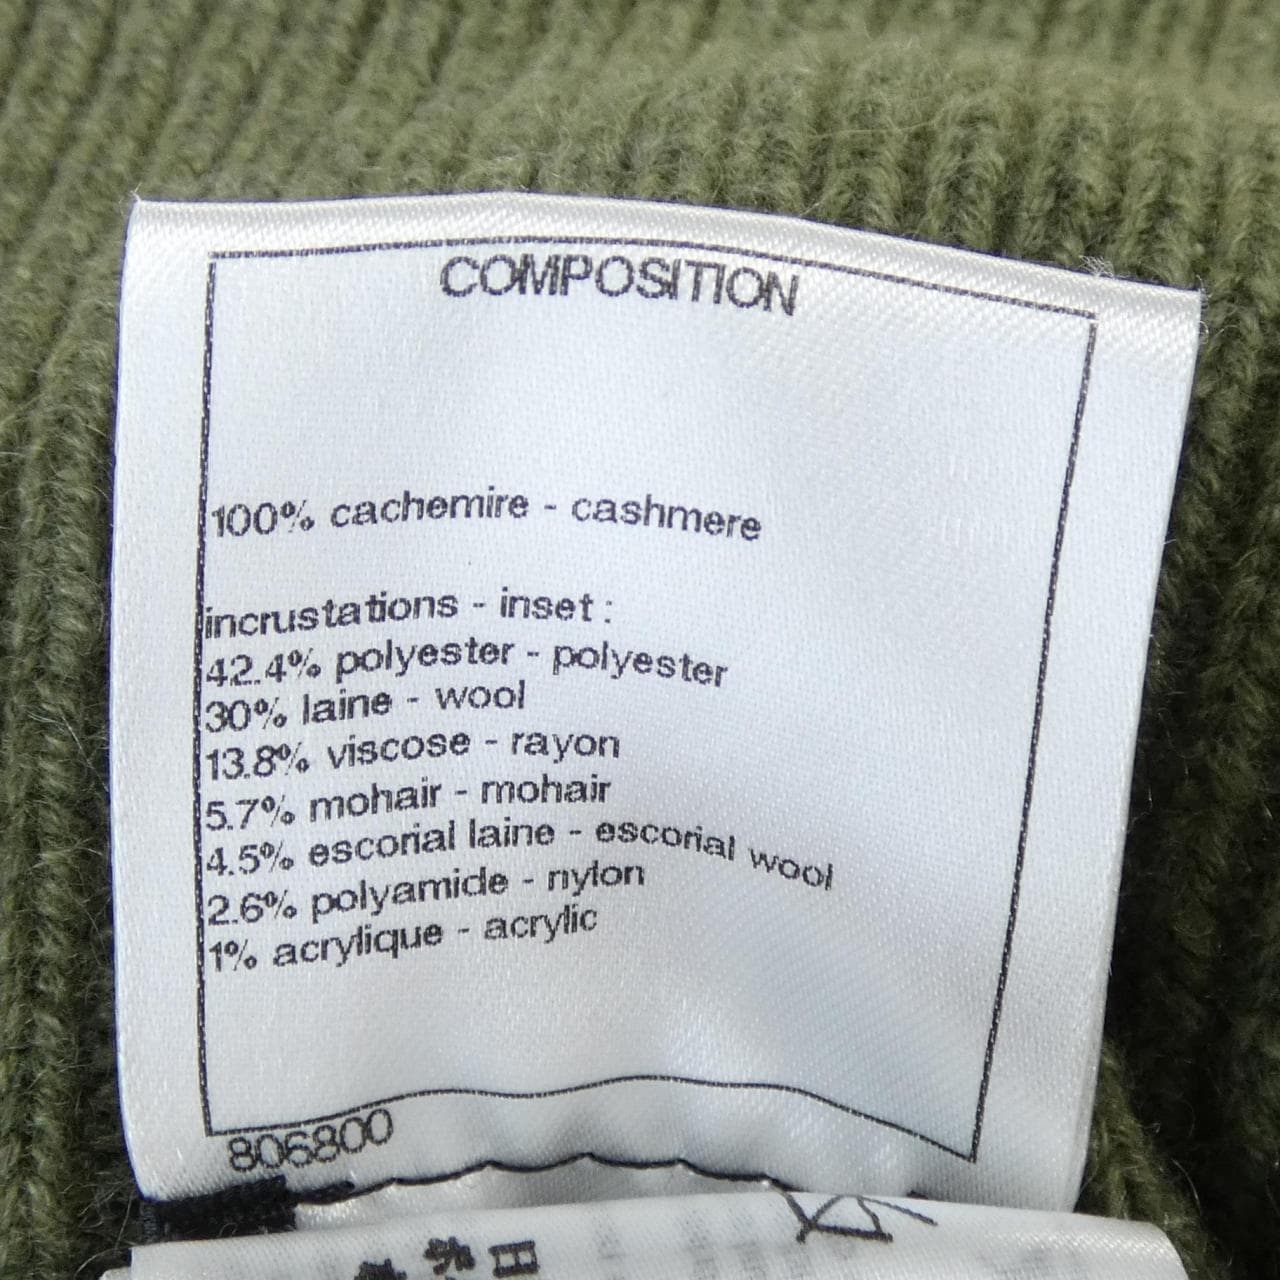 COMPOSITION
100% cachemire - cashmere
incrustations - inset :
42.4% polyester - polyester
30% laine - wool
13.8% viscose - rayon
5.7% mohair - mohair
4.5% escorial laine - escorial wool
2.6% polyamide - nylon
1% acrylique - acrylic
806800